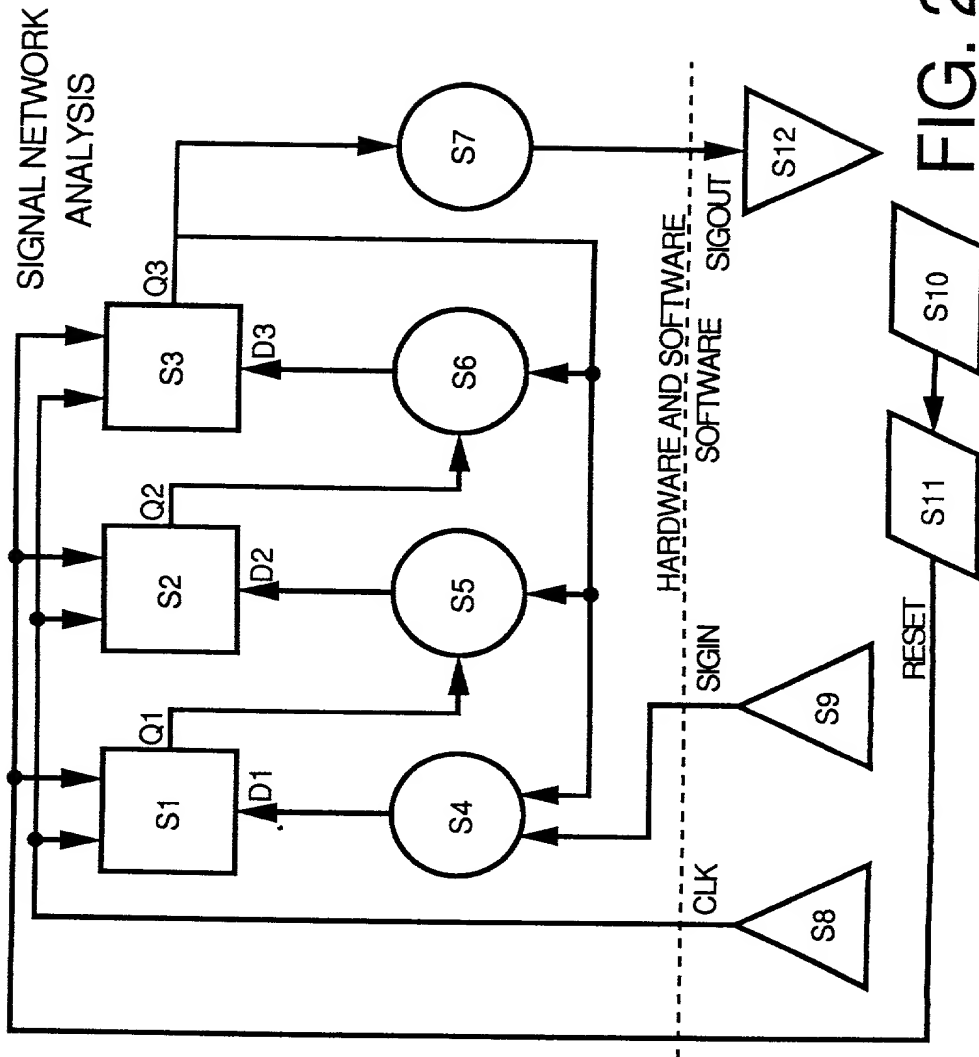 SIGNAL NETWORK
ANALYSIS
S1
Q1
D1
S2
Q2
D2
S3
Q3
D3
S4
S5
S6
S7
HARDWARE AND SOFTWARE
SOFTWARE
CLK
SIGIN
SIGOUT
S8
S9
S12
RESET
S11
S10
FIG. 2